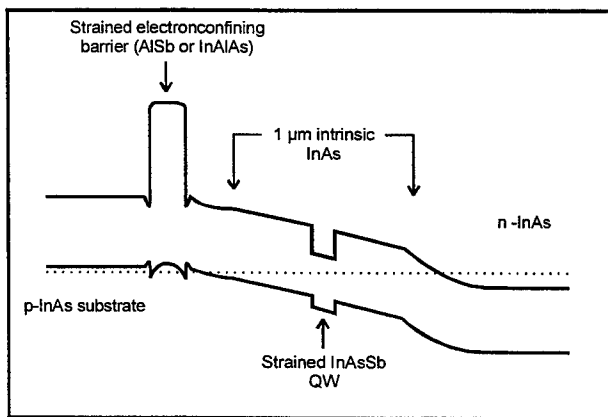 Strained electronconfining
barrier (AlSb or InAlAs)
1 µm intrinsic
InAs
n -InAs
p-InAs substrate
Strained InAsSb
QW